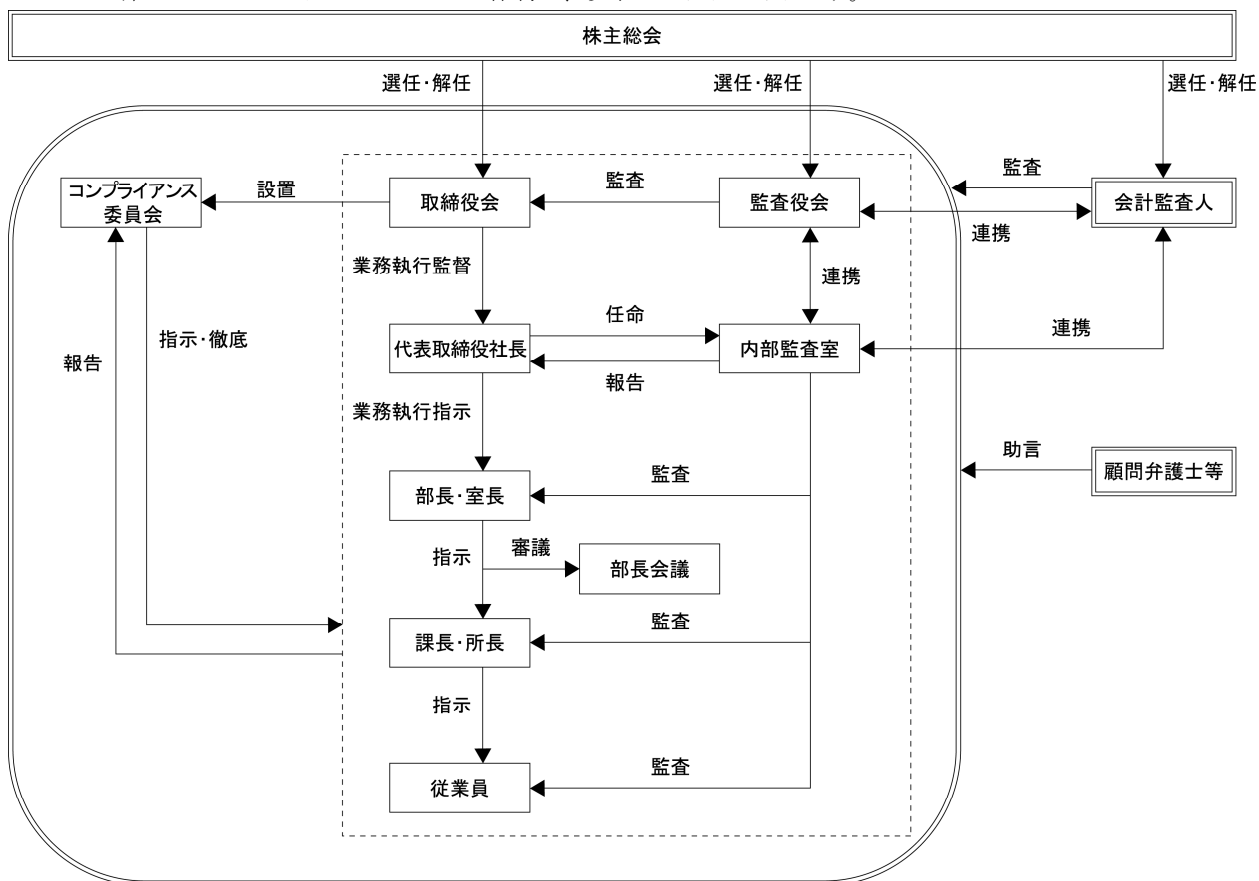 株主総会
選任・解任
選任・解任
選任・解任
コンプライアンス
委員会
設置
取締役会
監査
監査役会
監査
会計監査人
連携
業務執行監督
連携
指示・徹底
報告
代表取締役社長
任命
報告
内部監査室
連携
業務執行指示
助言
顧問弁護士等
部長・室長
監査
指示
審議
部長会議
課長・所長
監査
指示
従業員
監査